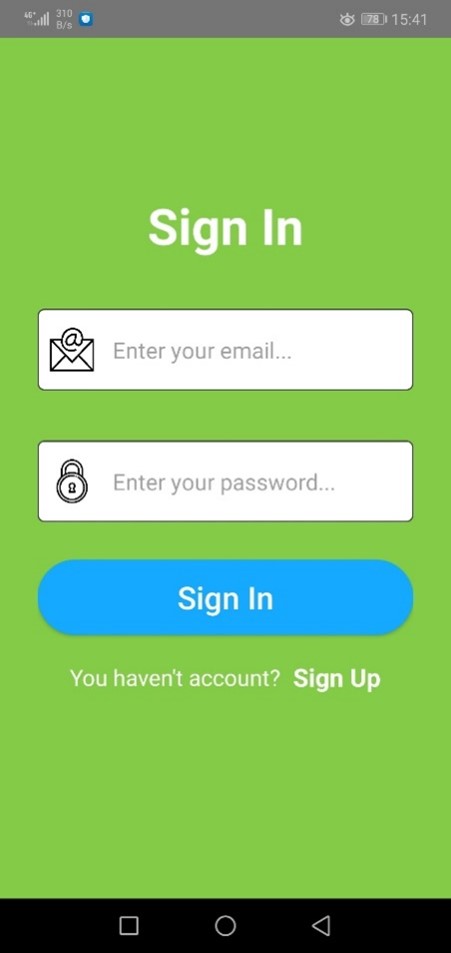 4G+ 310 B/s 78 15:41
Sign In
@ Enter your email...
Enter your password...
Sign In
You haven't account? Sign Up